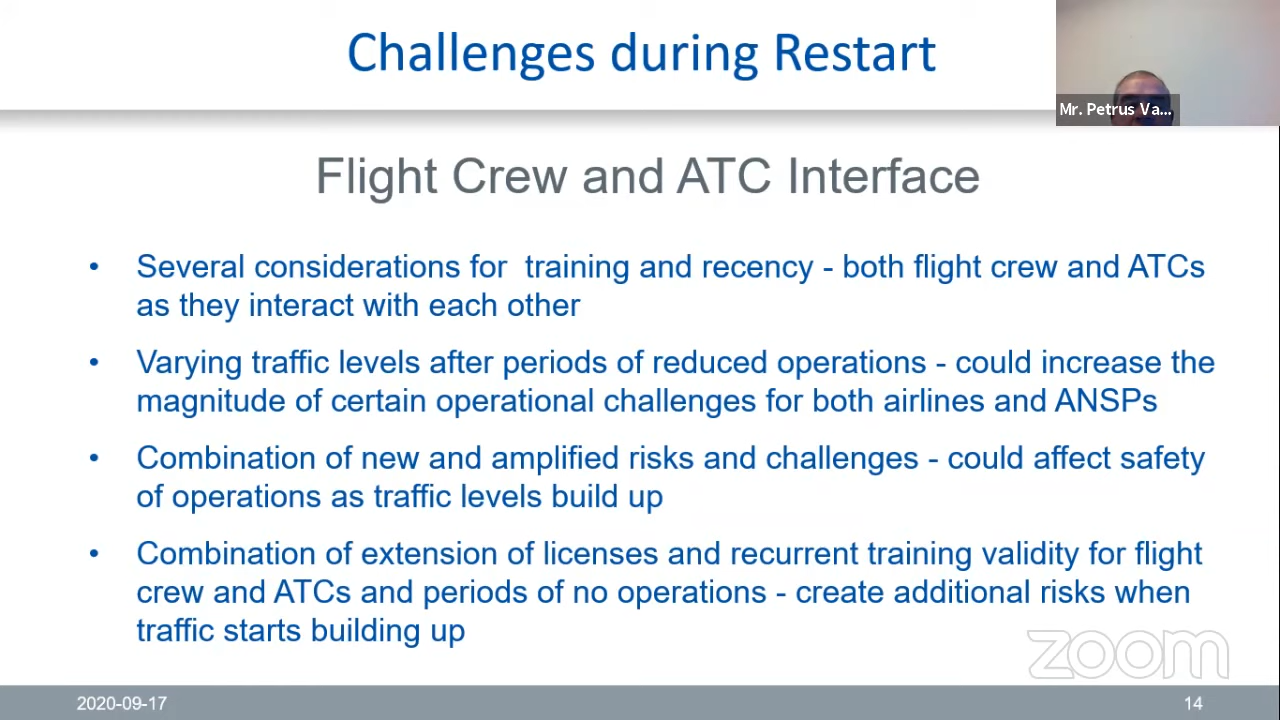 Challenges during Restart
Mr. Petrus Va...
Flight Crew and ATC Interface
• Several considerations for  training and recency - both flight crew and ATCs
as they interact with each other
• Varying traffic levels after periods of reduced operations - could increase the
magnitude of certain operational challenges for both airlines and ANSPs
• Combination of new and amplified risks and challenges - could affect safety
of operations as traffic levels build up
• Combination of extension of licenses and recurrent training validity for flight
crew and ATCs and periods of no operations - create additional risks when
traffic starts building up
zoom
2020-09-17
14